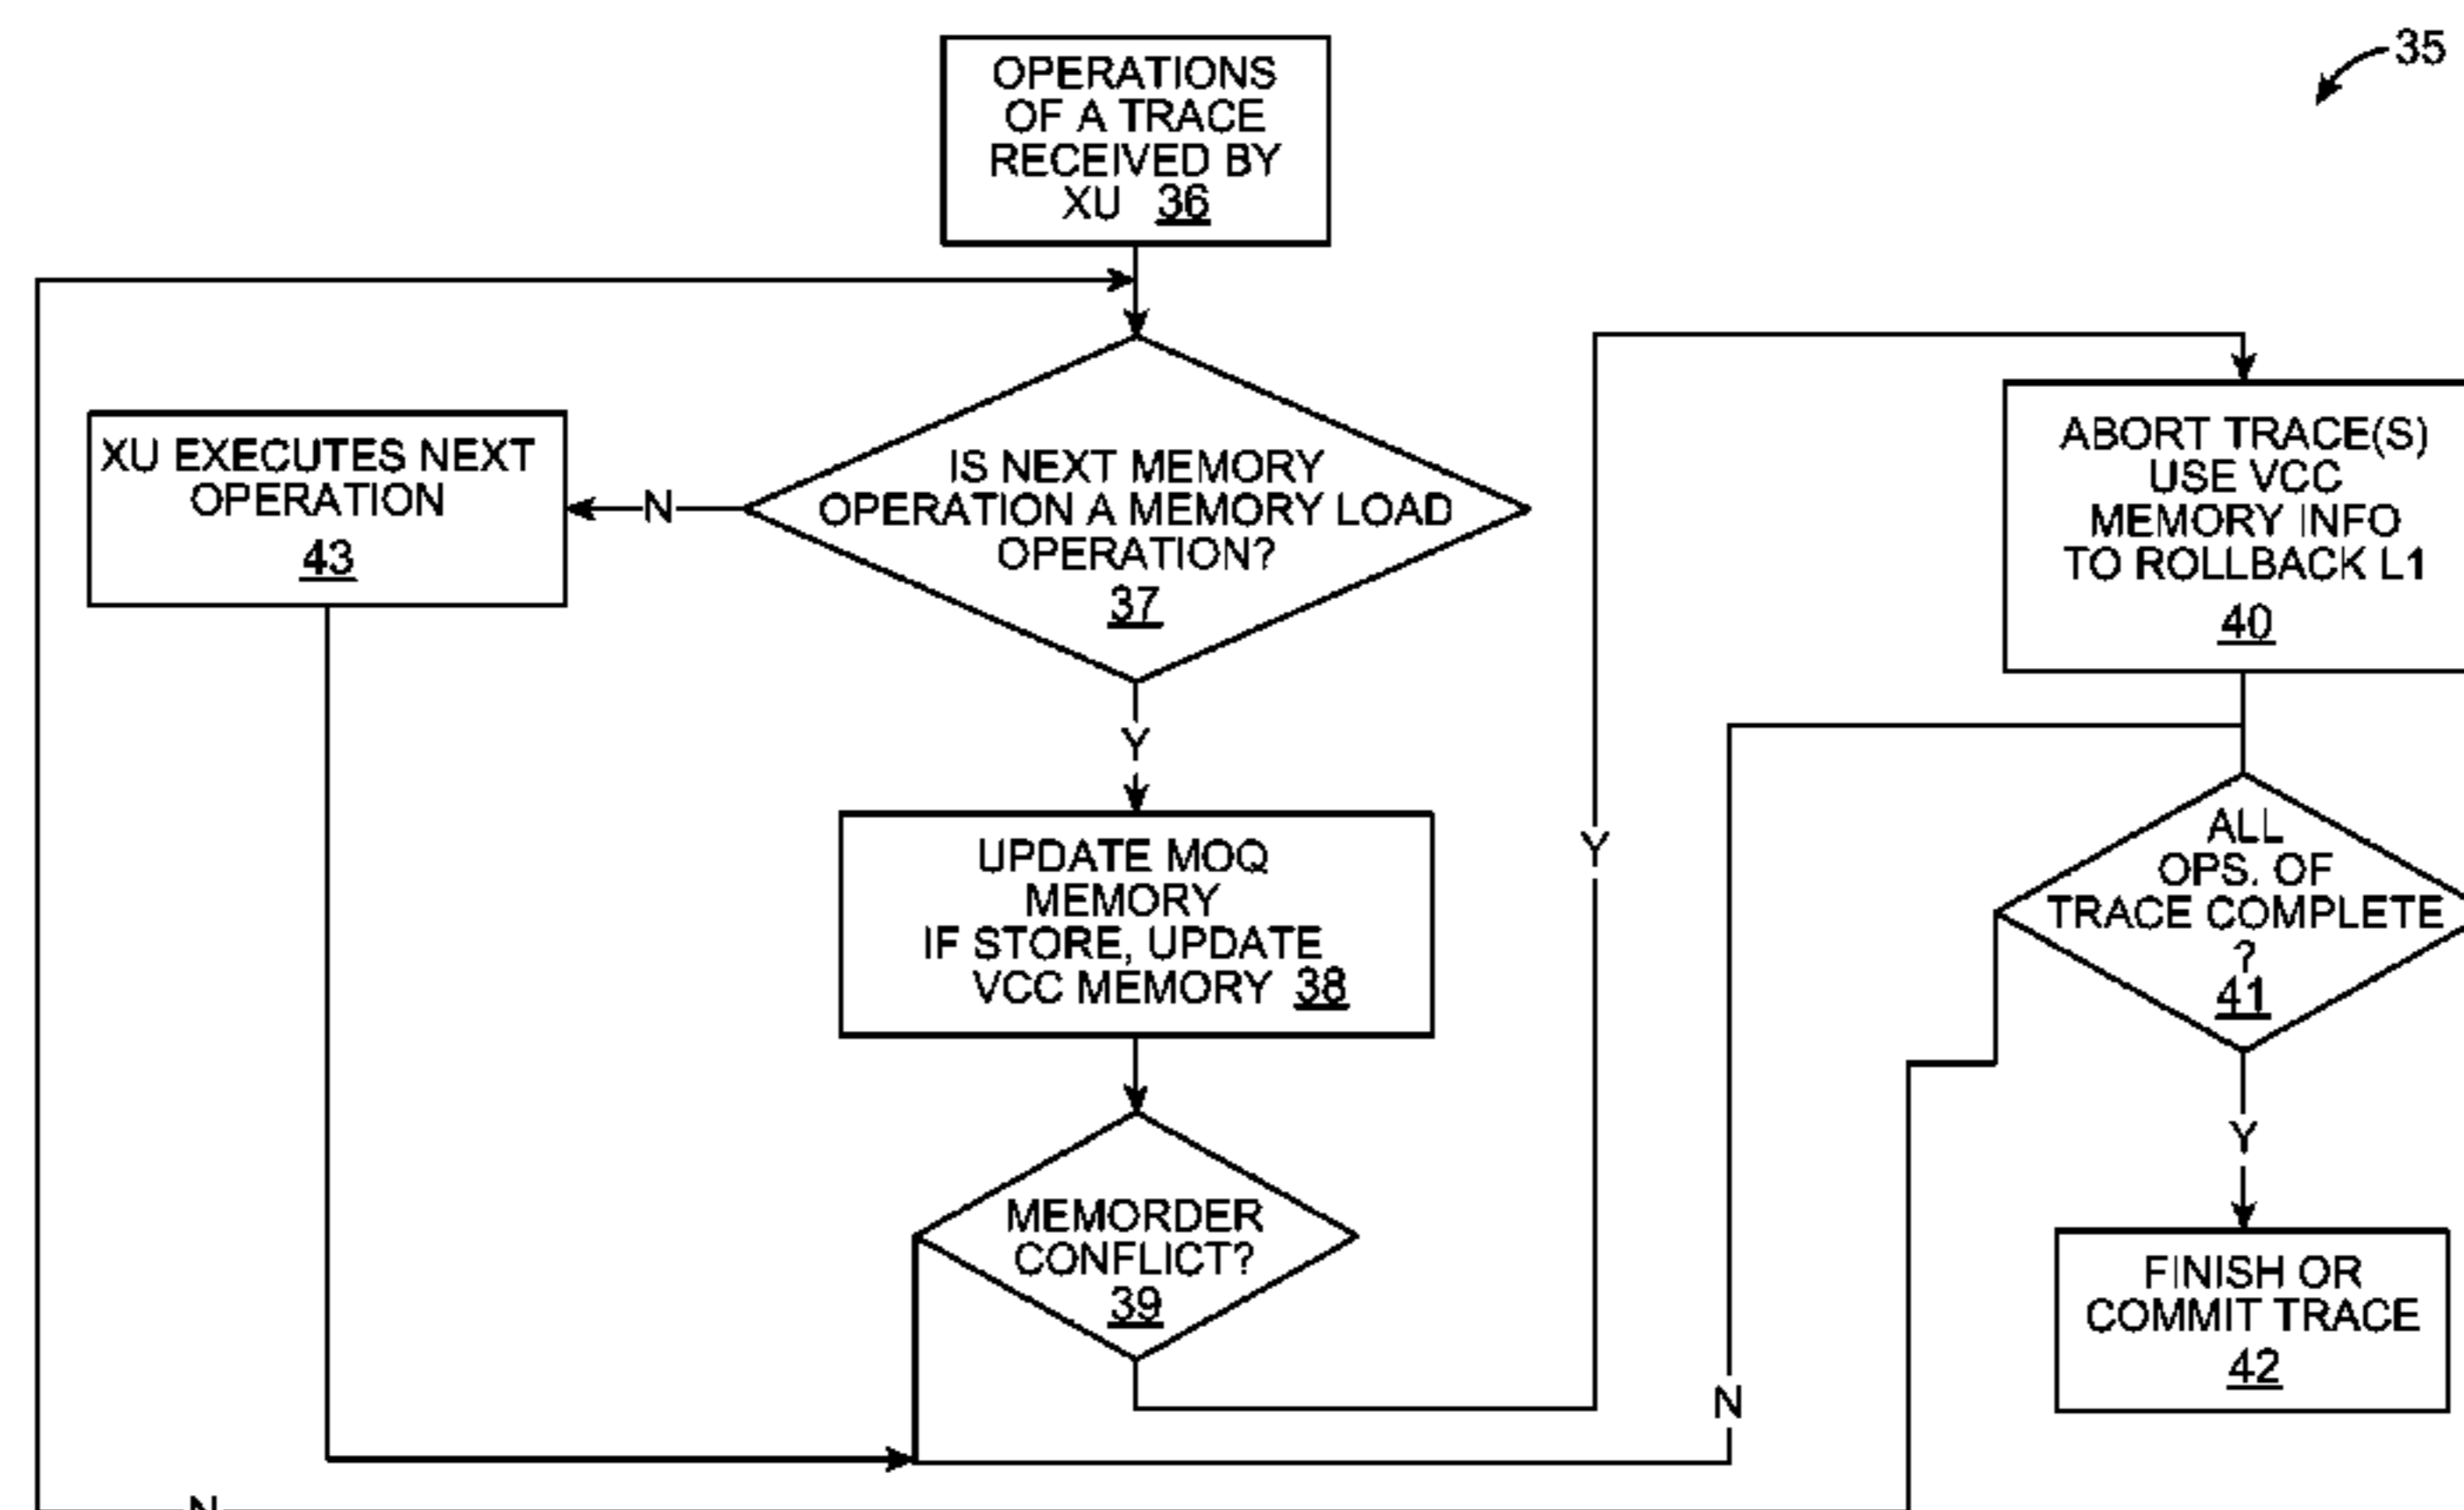 35
OPERATIONS
OF A TRACE
RECEIVED BY
XU 36
XU EXECUTES NEXT
OPERATION
43
N
IS NEXT MEMORY
OPERATION A MEMORY LOAD
OPERATION?
37
Y
UPDATE MOQ
MEMORY
IF STORE, UPDATE
VCC MEMORY 38
MEMORDER
CONFLICT?
39
Y
N
ABORT TRACE(S)
USE VCC
MEMORY INFO
TO ROLLBACK L1
40
ALL
OPS. OF
TRACE COMPLETE
?
41
Y
FINISH OR
COMMIT TRACE
42
N